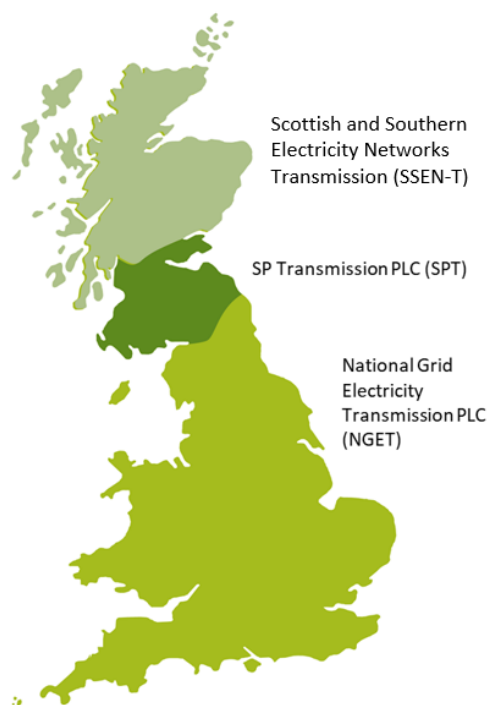 Scottish and Southern
Electricity Networks
Transmission (SSEN-T)
SP Transmission PLC (SPT)
National Grid
Electricity
Transmission PLC
(NGET)